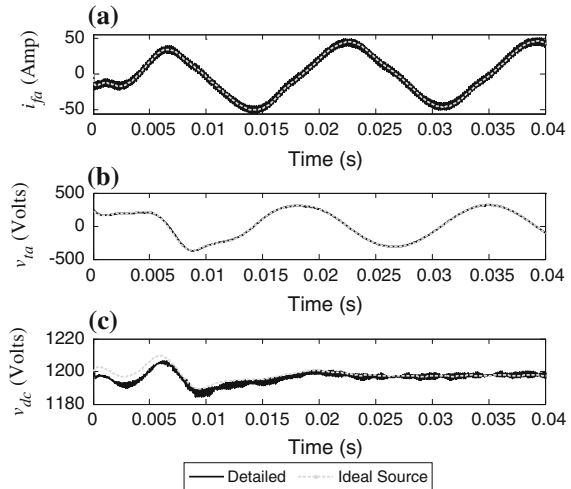 (a)
i_fa (Amp)
50
0
-50
0 0.005 0.01 0.015 0.02 0.025 0.03 0.035 0.04
Time (s)
(b)
v_ta (Volts)
500
0
-500
0 0.005 0.01 0.015 0.02 0.025 0.03 0.035 0.04
Time (s)
(c)
v_dc (Volts)
1220
1200
1180
0 0.005 0.01 0.015 0.02 0.025 0.03 0.035 0.04
Time (s)
Detailed Ideal Source